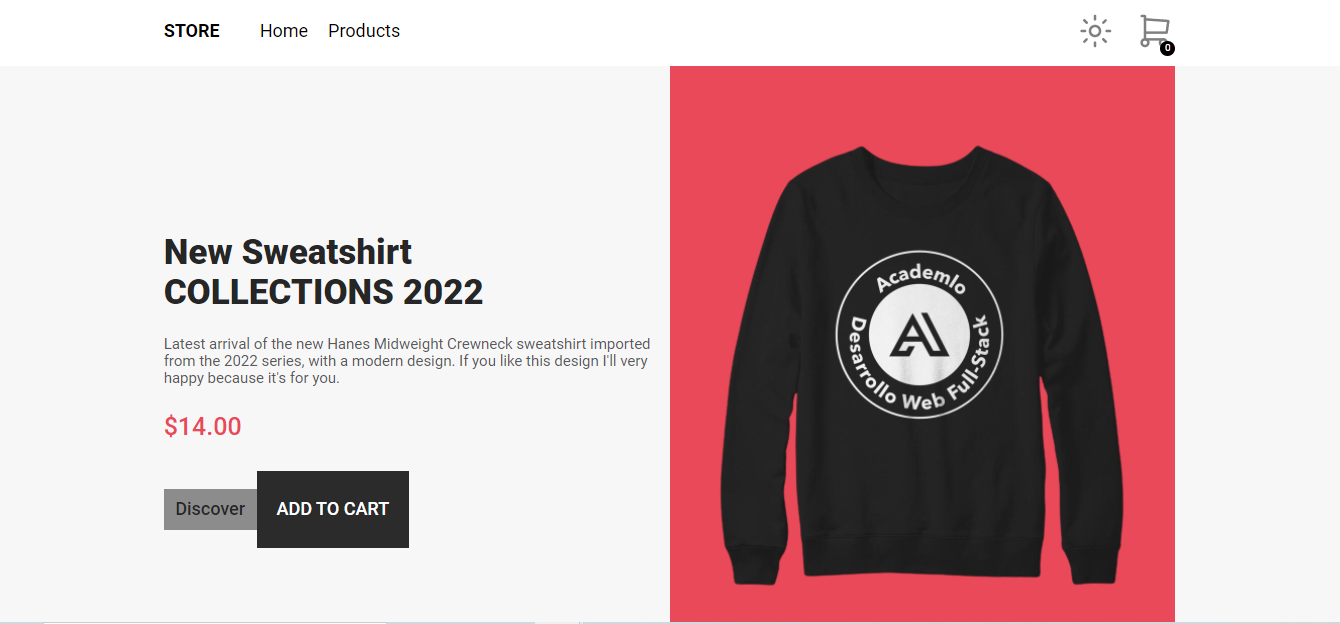 STORE Home Products
0
New Sweatshirt
COLLECTIONS 2022
Latest arrival of the new Hanes Midweight Crewneck sweatshirt imported
from the 2022 series, with a modern design. If you like this design I'll very
happy because it's for you.
$14.00
Discover ADD TO CART
Academlo
AI
Desarrollo Web Full-Stack